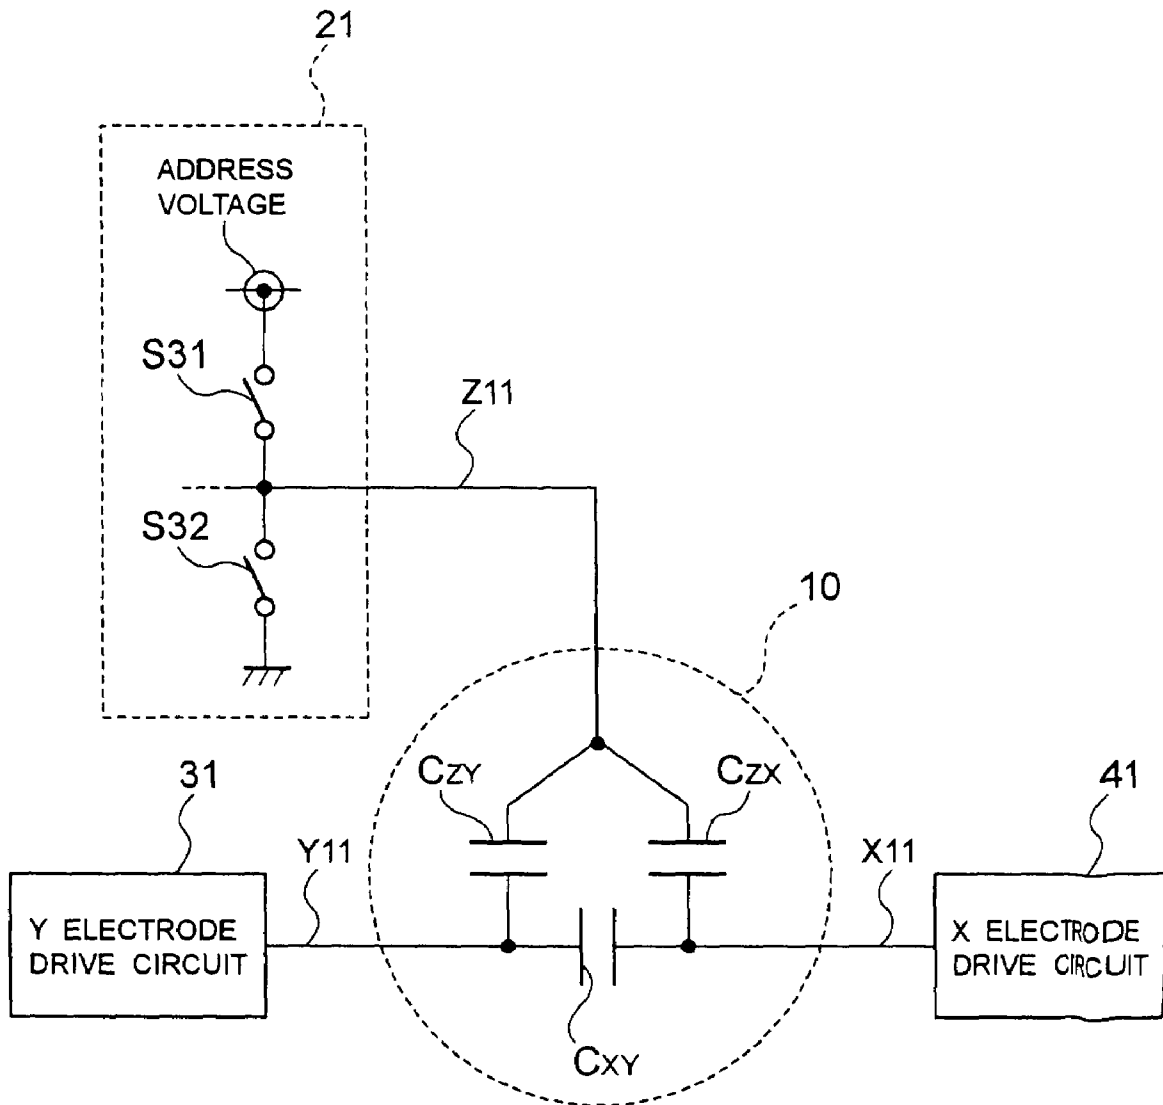 21
ADDRESS
VOLTAGE
S31
Z11
S32
10
CZY
CZX
31
41
Y11
X11
Y ELECTRODE
DRIVE CIRCUIT
X ELECTRODE
DRIVE CIRCUIT
CXY